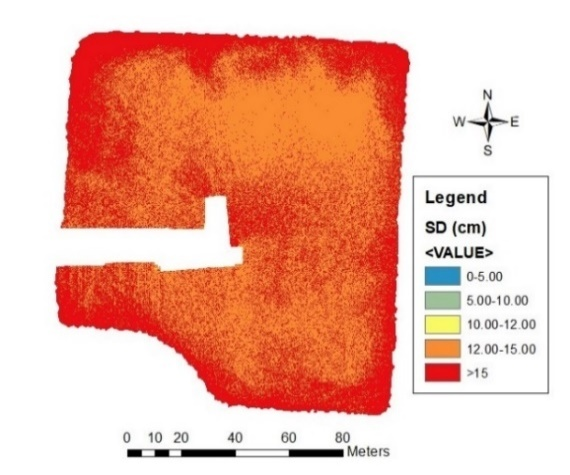 N
W E
S
Legend
SD (cm)
<VALUE>
0-5.00
5.00-10.00
10.00-12.00
12.00-15.00
>15
0 10 20 40 60 80
Meters